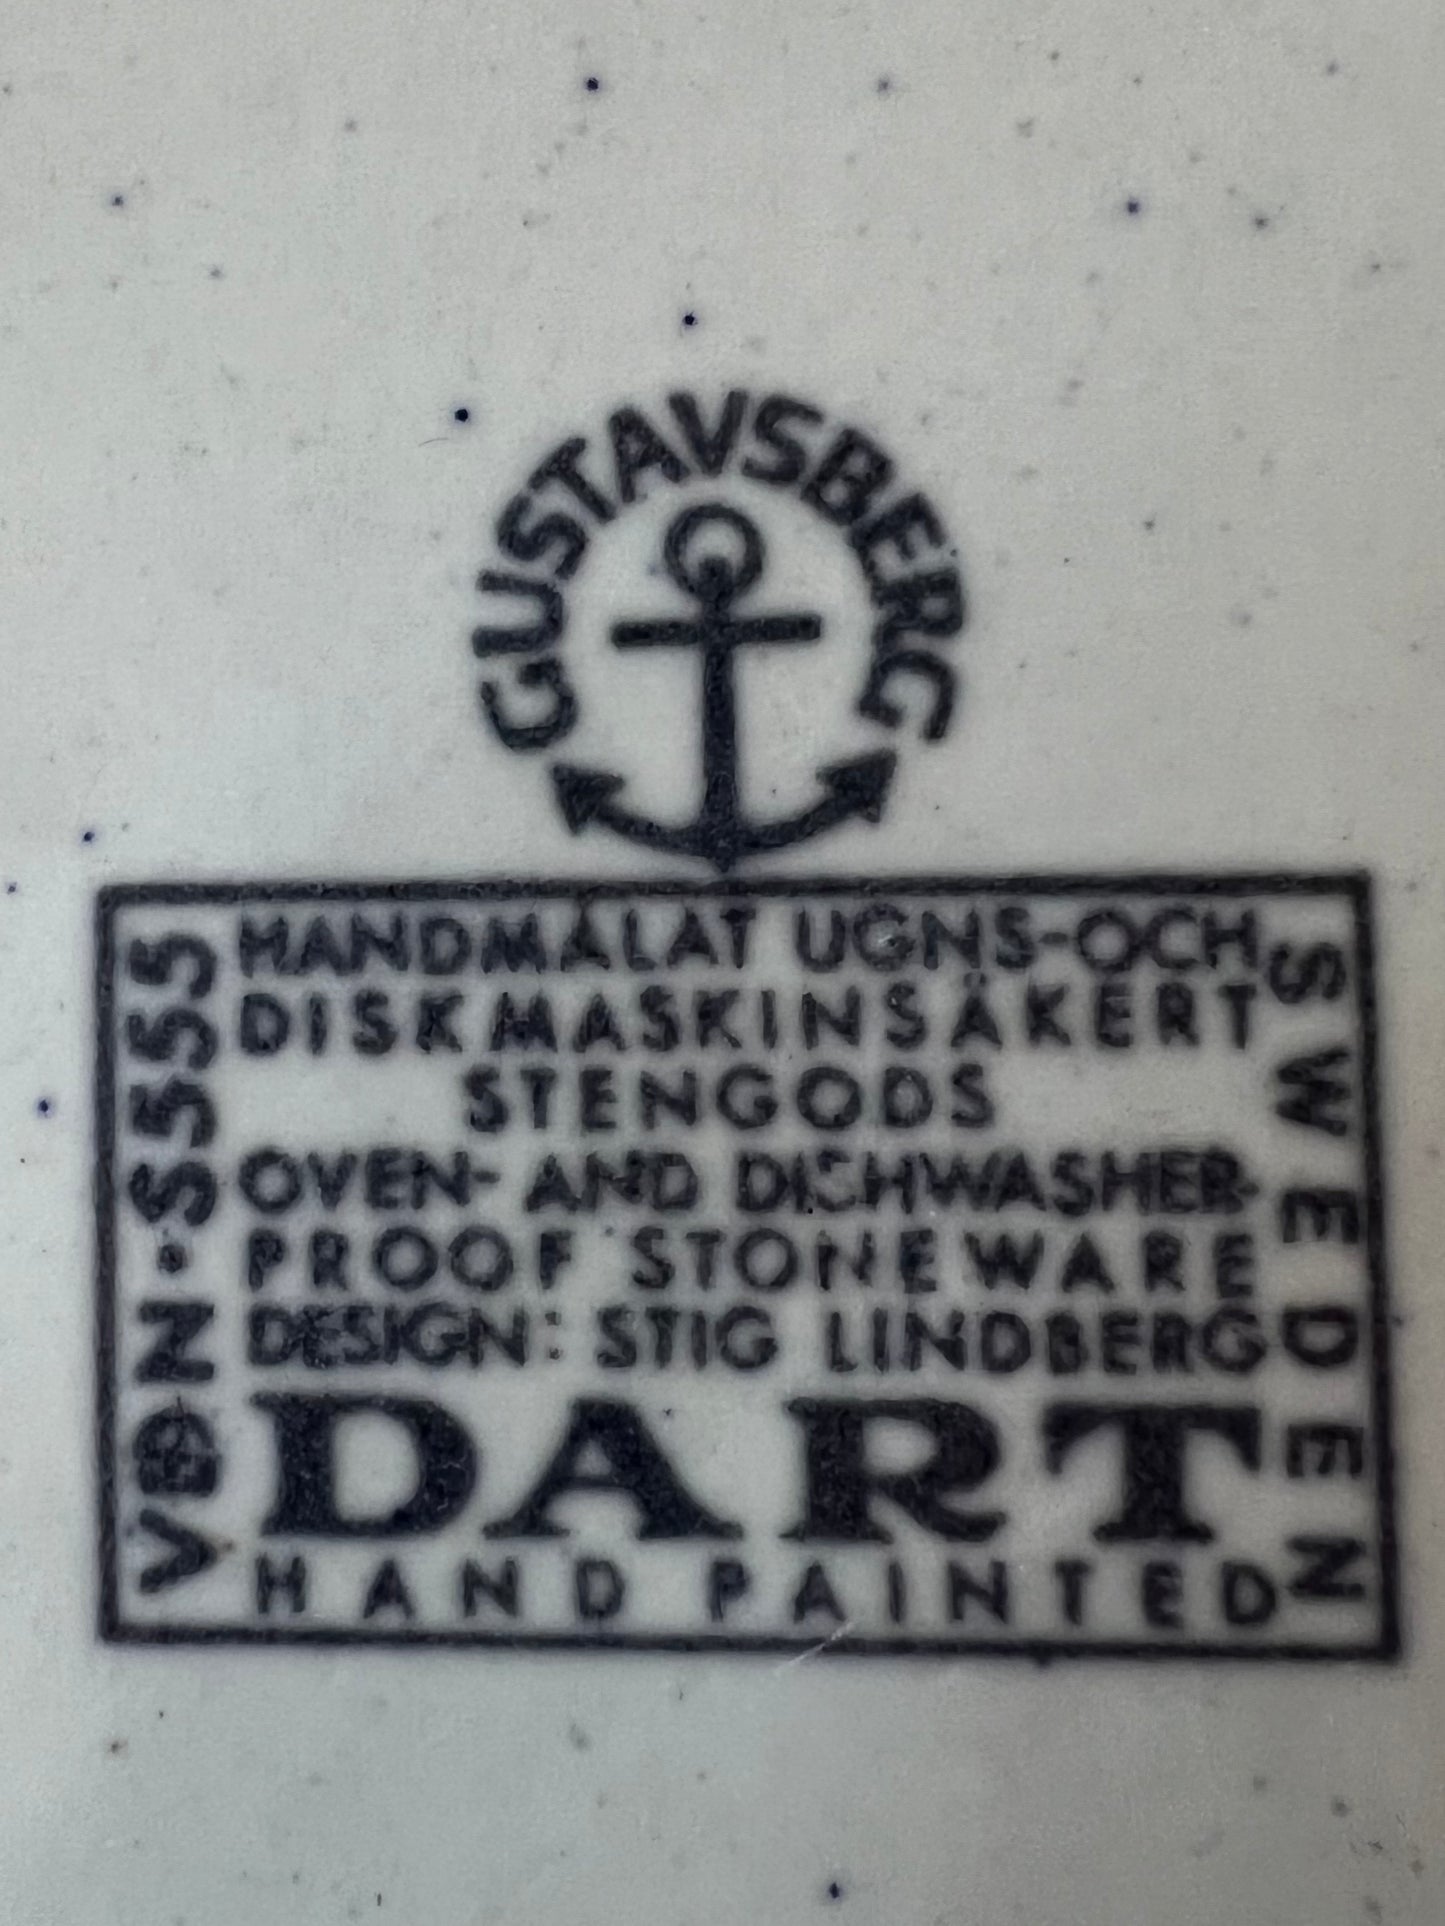 GUSTAVSBERG
VDN·SSSSS
HANDMÅLAT UGNS-OCH
DISKMASKINSÄKERT
STENGODS
OVEN- AND DISHWASHER-
PROOF STONEWARE
DESIGN: STIG LINDBERG
DART
HAND PAINTED
SWEDEN